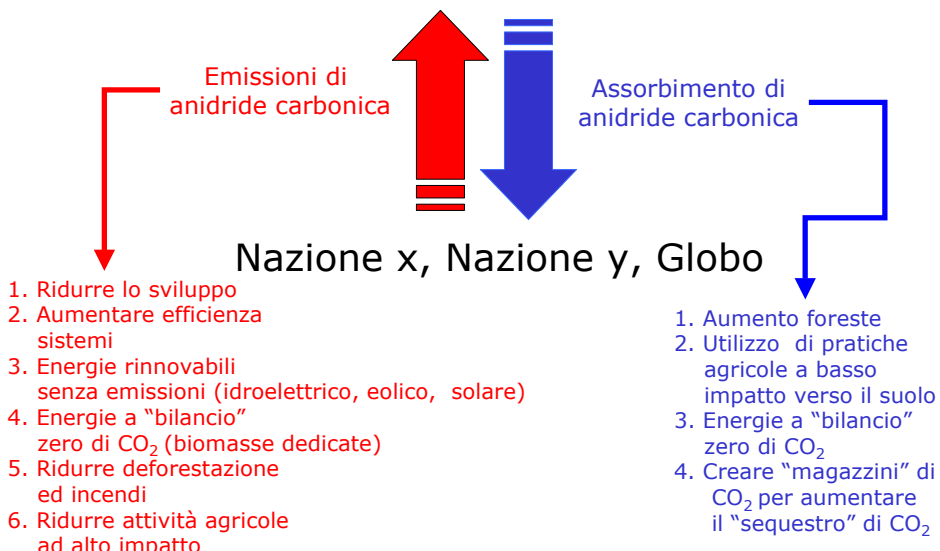 Emissioni di
anidride carbonica
Assorbimento di
anidride carbonica
Nazione x, Nazione y, Globo
1. Ridurre lo sviluppo
2. Aumentare efficienza
sistemi
3. Energie rinnovabili
senza emissioni (idroelettrico, eolico, solare)
4. Energie a “bilancio”
zero di CO₂ (biomasse dedicate)
5. Ridurre deforestazione
ed incendi
6. Ridurre attività agricole
ad alto impatto
1. Aumento foreste
2. Utilizzo di pratiche
agricole a basso
impatto verso il suolo
3. Energie a “bilancio”
zero di CO₂
4. Creare “magazzini” di
CO₂ per aumentare
il “sequestro” di CO₂